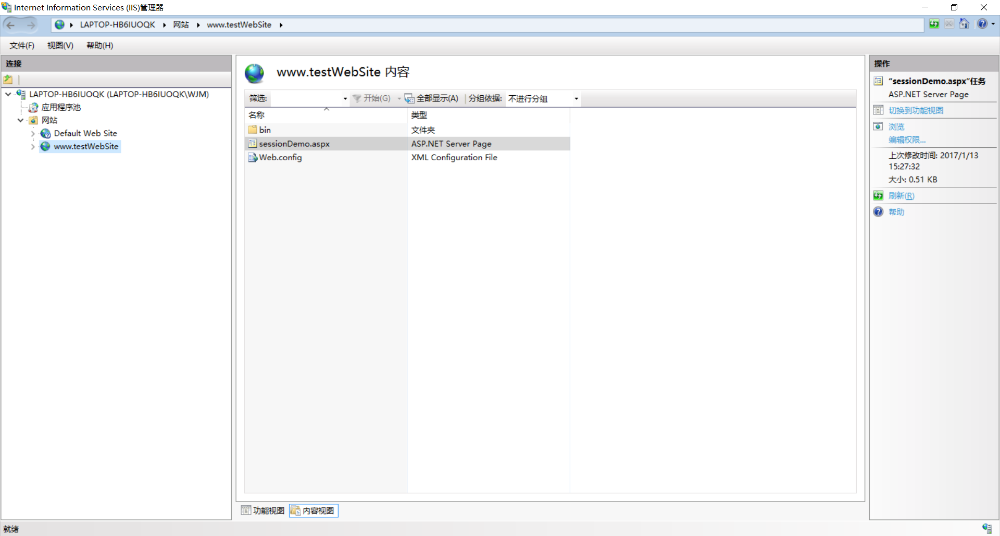 Internet Information Services (IIS)管理器
LAPTOP-HB6IUOQK 网站 www.testWebSite
文件(F) 视图(V) 帮助(H)
连接
LAPTOP-HB6IUOQK (LAPTOP-HB6IUOQK\WJM)
应用程序池
网站
Default Web Site
www.testWebSite
www.testWebSite 内容
筛选: 开始(G) 全部显示(A) 分组依据: 不进行分组
名称 类型
bin 文件夹
sessionDemo.aspx ASP.NET Server Page
Web.config XML Configuration File
功能视图 内容视图
操作
“sessionDemo.aspx”任务
ASP.NET Server Page
切换到功能视图
浏览
编辑权限...
上次修改时间: 2017/1/13
15:27:32
大小: 0.51 KB
刷新(R)
帮助
就绪